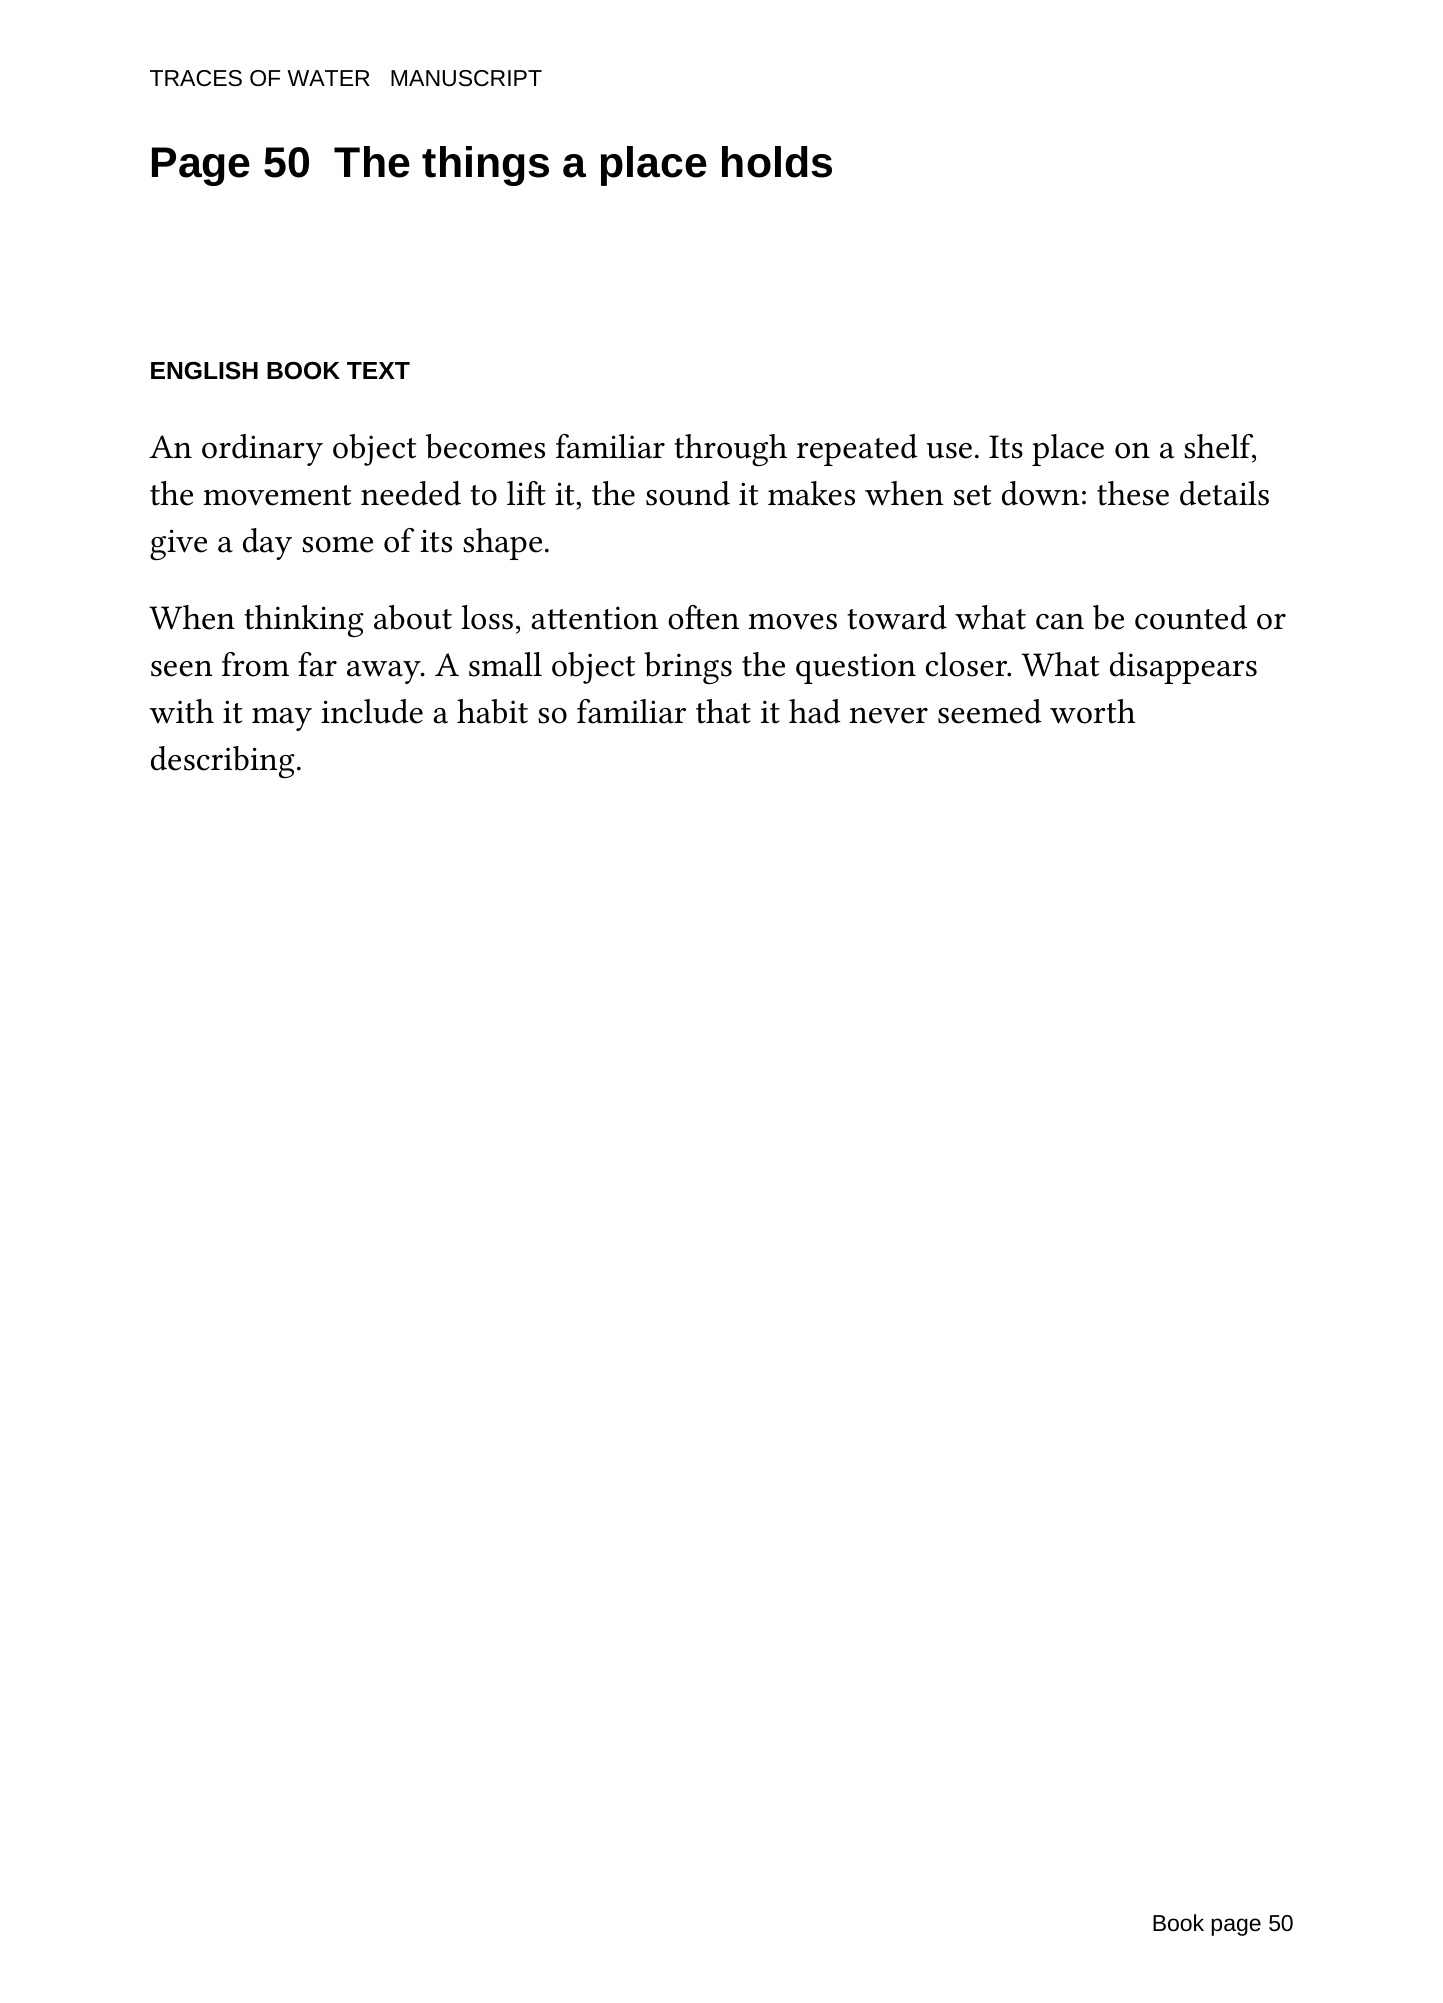 TRACES OF WATER   MANUSCRIPT
Page 50  The things a place holds
ENGLISH BOOK TEXT
An ordinary object becomes familiar through repeated use. Its place on a shelf,
the movement needed to lift it, the sound it makes when set down: these details
give a day some of its shape.
When thinking about loss, attention often moves toward what can be counted or
seen from far away. A small object brings the question closer. What disappears
with it may include a habit so familiar that it had never seemed worth
describing.
Book page 50